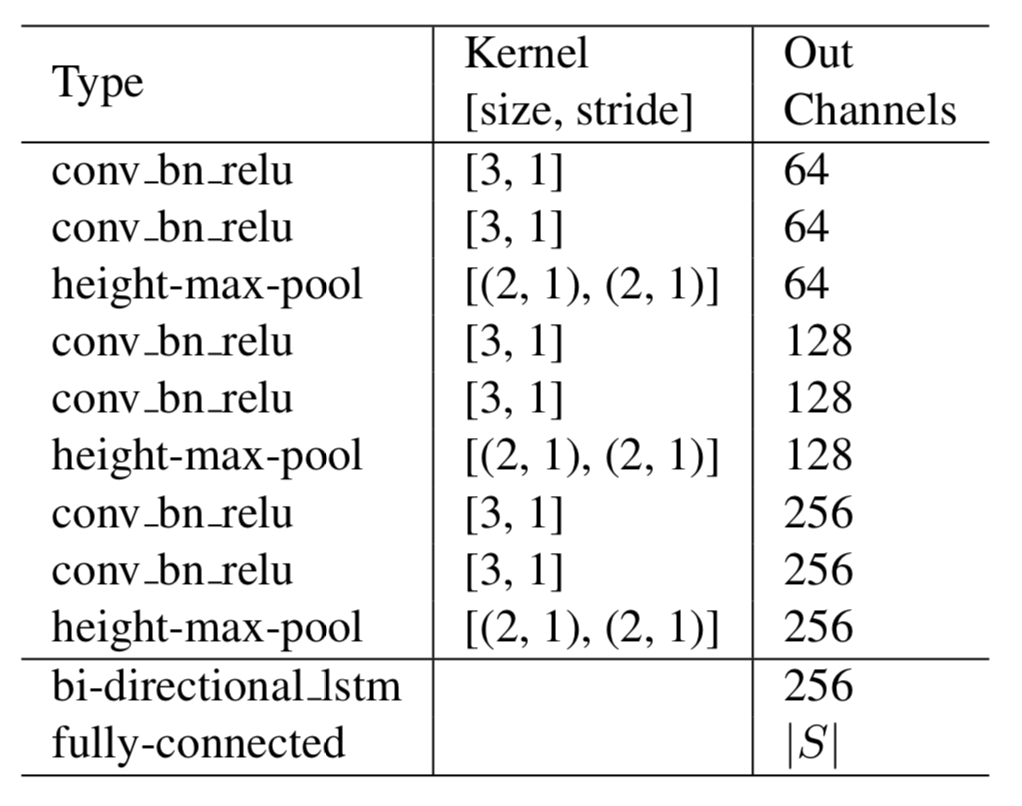 Type Kernel [size, stride] Out Channels
conv_bn_relu [3, 1] 64
conv_bn_relu [3, 1] 64
height-max-pool [(2, 1), (2, 1)] 64
conv_bn_relu [3, 1] 128
conv_bn_relu [3, 1] 128
height-max-pool [(2, 1), (2, 1)] 128
conv_bn_relu [3, 1] 256
conv_bn_relu [3, 1] 256
height-max-pool [(2, 1), (2, 1)] 256
bi-directional_lstm 256
fully-connected |S|